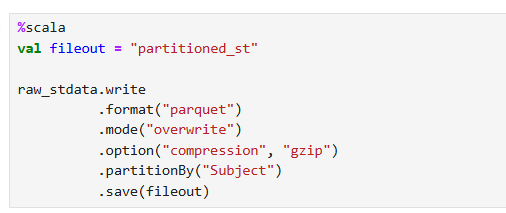 %scala
val fileout = "partitioned_st"
raw_stdata.write
.format("parquet")
.mode("overwrite")
.option("compression", "gzip")
.partitionBy("Subject")
.save(fileout)